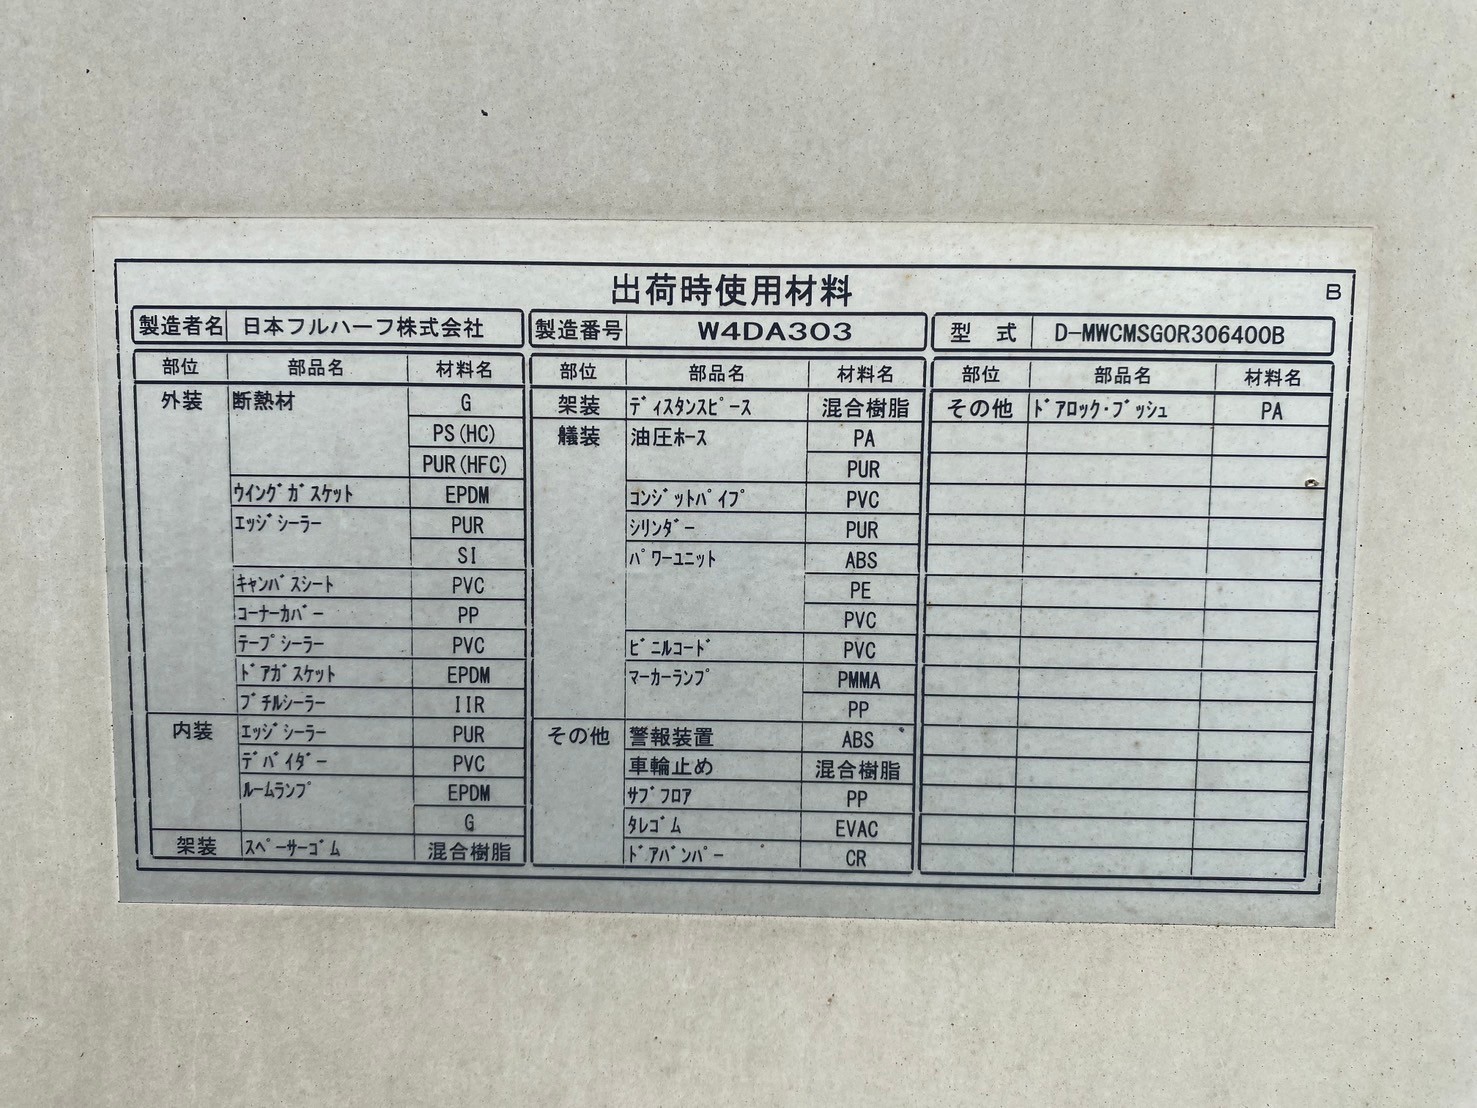 出荷時使用材料
B
製造者名 日本フルハーフ株式会社 製造番号 W4DA303 型 式 D-MWCMSG0R306400B
部位 部品名 材料名
外装 断熱材 G
PS(HC)
PUR(HFC)
ｳｲﾝｸﾞｶﾞｽｹｯﾄ EPDM
ｴｯｼﾞｼｰﾗｰ PUR
SI
ｷｬﾝﾊﾞｽｼｰﾄ PVC
ｺｰﾅｰｶﾊﾞｰ PP
ﾃｰﾌﾟｼｰﾗｰ PVC
ﾄﾞｱｶﾞｽｹｯﾄ EPDM
ﾌﾞﾁﾙｼｰﾗｰ IIR
内装 ｴｯｼﾞｼｰﾗｰ PUR
ﾃﾞﾊﾞｲﾀﾞｰ PVC
ﾙｰﾑﾗﾝﾌﾟ EPDM
G
架装 ｽﾍﾟｰｻｰｺﾞﾑ 混合樹脂
部位 部品名 材料名
架装 ﾃﾞｨｽﾀﾝｽﾋﾟｰｽ 混合樹脂
艤装 油圧ﾎｰｽ PA
PUR
ｺﾝｼﾞｯﾄﾊﾟｲﾌﾟ PVC
ｼﾘﾝﾀﾞｰ PUR
ﾊﾟﾜｰﾕﾆｯﾄ ABS
PE
PVC
ﾋﾞﾆﾙｺｰﾄﾞ PVC
ﾏｰｶｰﾗﾝﾌﾟ PMMA
PP
その他 警報装置 ABS
車輪止め 混合樹脂
ｻﾌﾞﾌﾛｱ PP
ﾀﾚｺﾞﾑ EVAC
ﾄﾞｱﾊﾞﾝﾊﾟｰ CR
部位 部品名 材料名
その他 ﾄﾞｱﾛｯｸ･ﾌﾞｯｼｭ PA